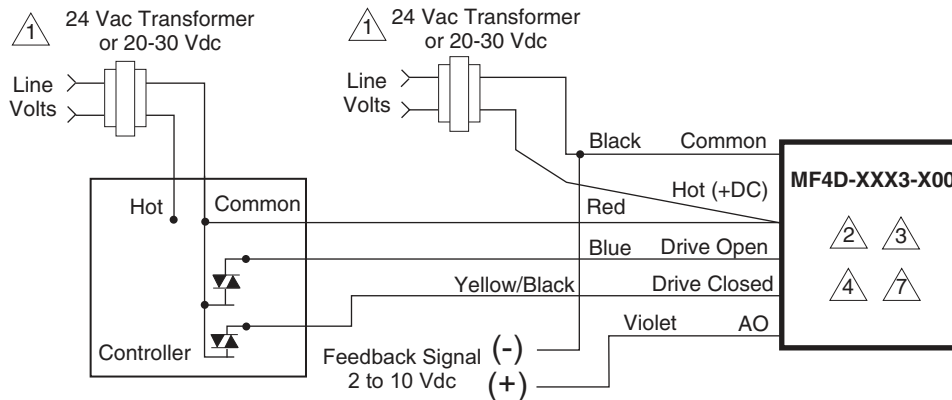 1
24 Vac Transformer
or 20-30 Vdc
Line
Volts
1
24 Vac Transformer
or 20-30 Vdc
Line
Volts
Black
Common
MF4D-XXX3-X00
Hot (+DC)
Hot
Common
Red
2
3
Blue
Drive Open
Yellow/Black
Drive Closed
4
7
Violet
AO
Controller
Feedback Signal
2 to 10 Vdc
(-)
(+)